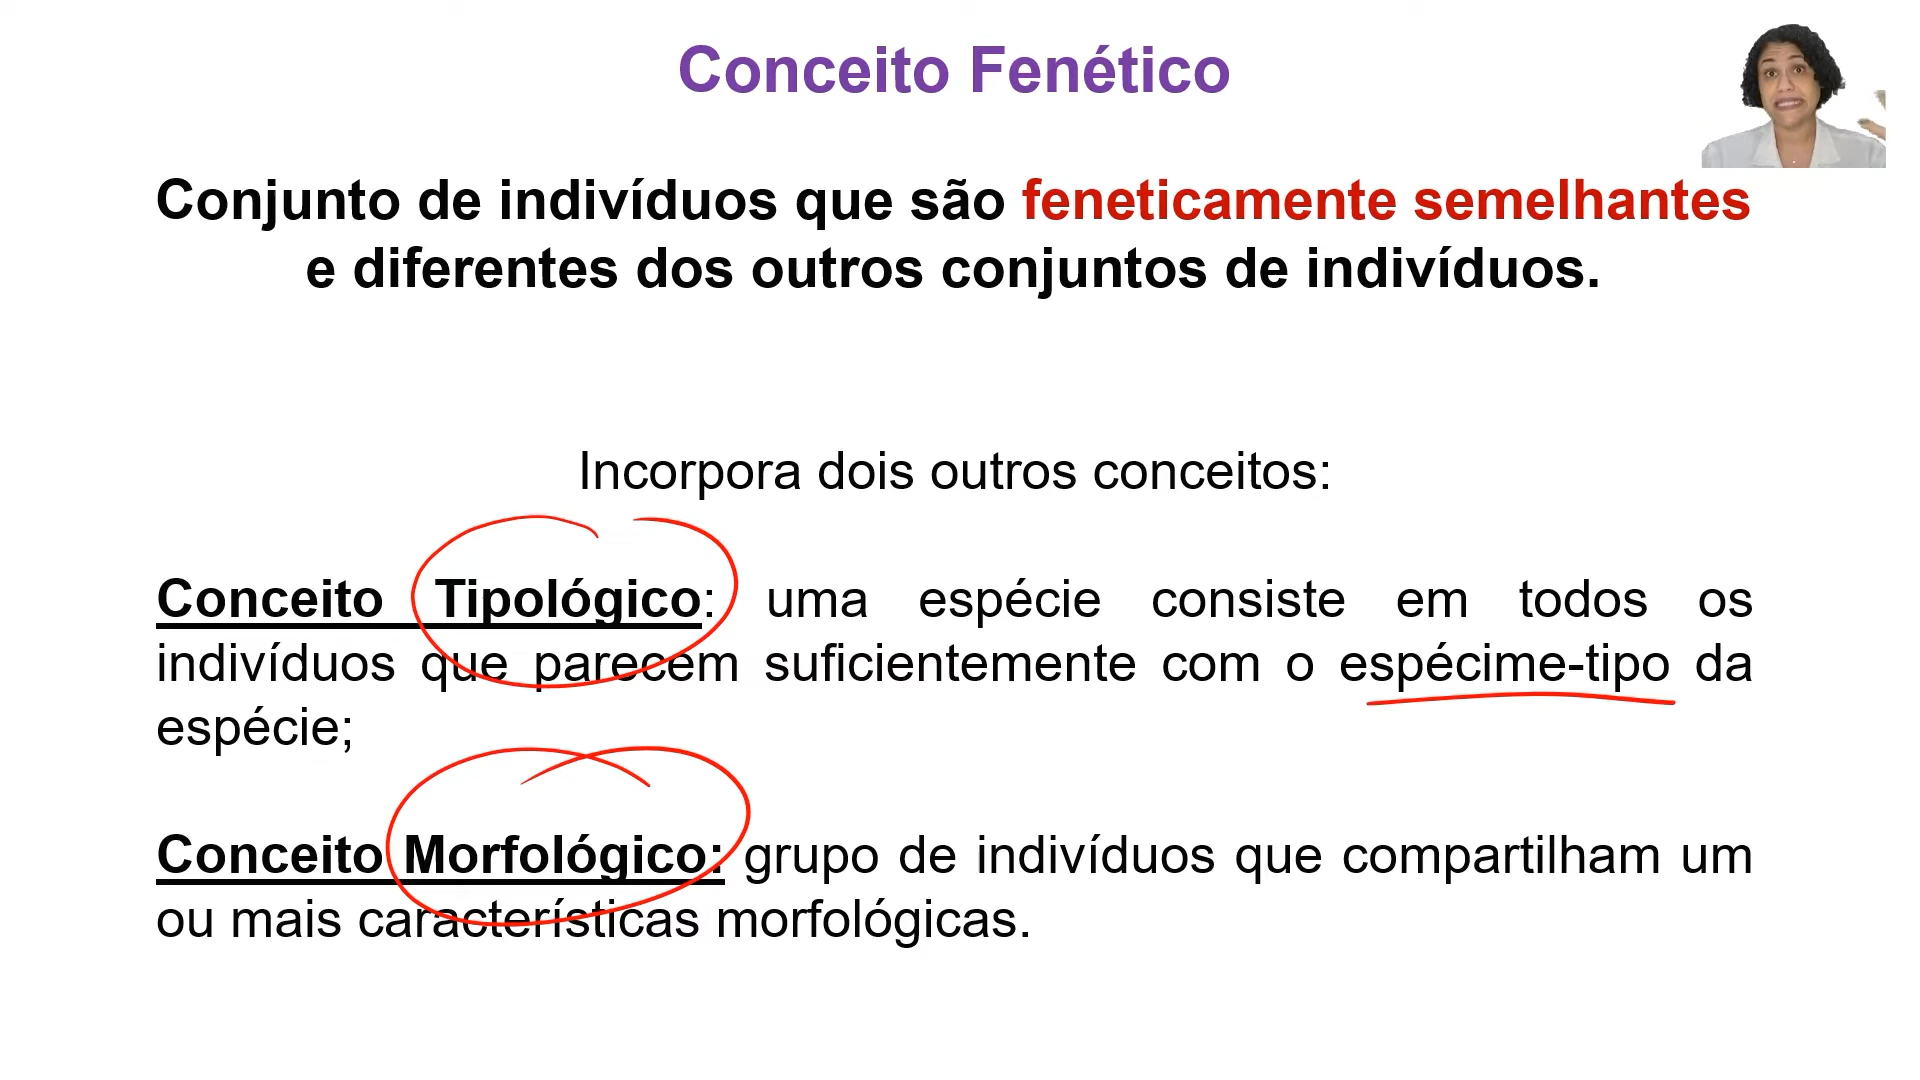 Conceito Fenético
Conjunto de indivíduos que são feneticamente semelhantes
e diferentes dos outros conjuntos de indivíduos.
Incorpora dois outros conceitos:
Conceito Tipológico: uma espécie consiste em todos os
indivíduos que parecem suficientemente com o espécime-tipo da
espécie;
Conceito Morfológico: grupo de indivíduos que compartilham um
ou mais características morfológicas.